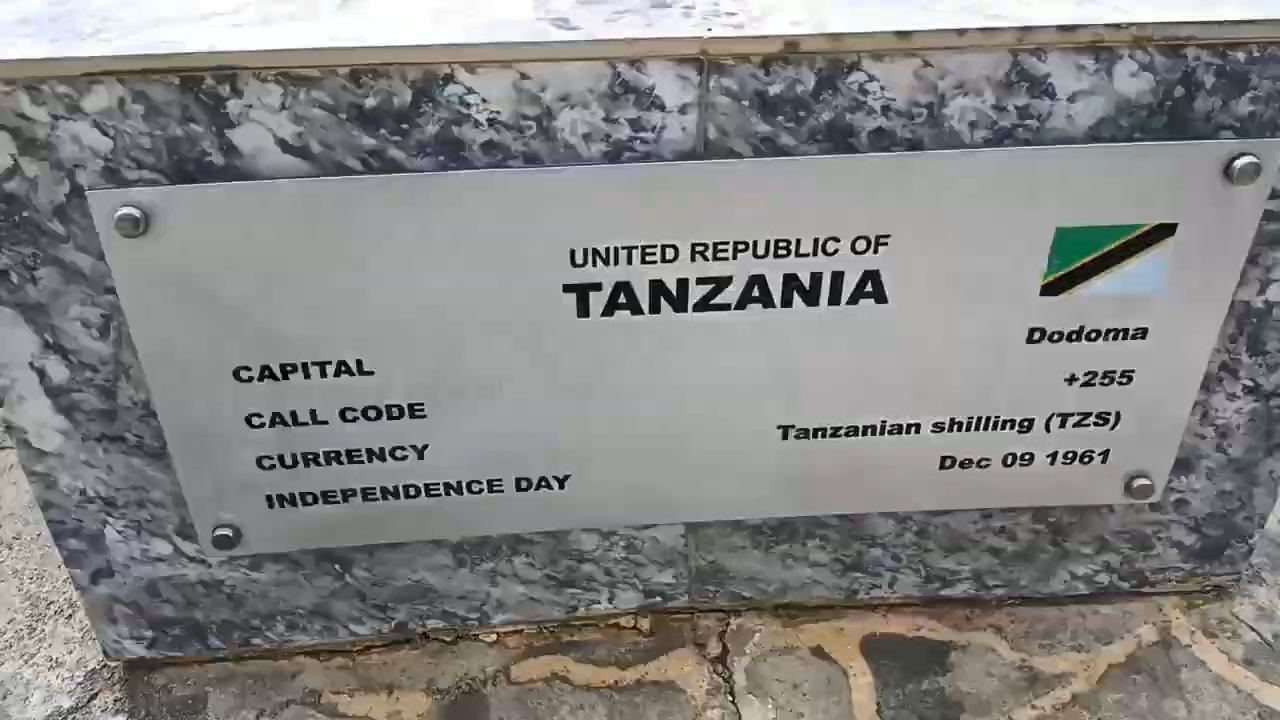 UNITED REPUBLIC OF
TANZANIA
CAPITAL Dodoma
CALL CODE +255
CURRENCY Tanzanian shilling (TZS)
INDEPENDENCE DAY Dec 09 1961